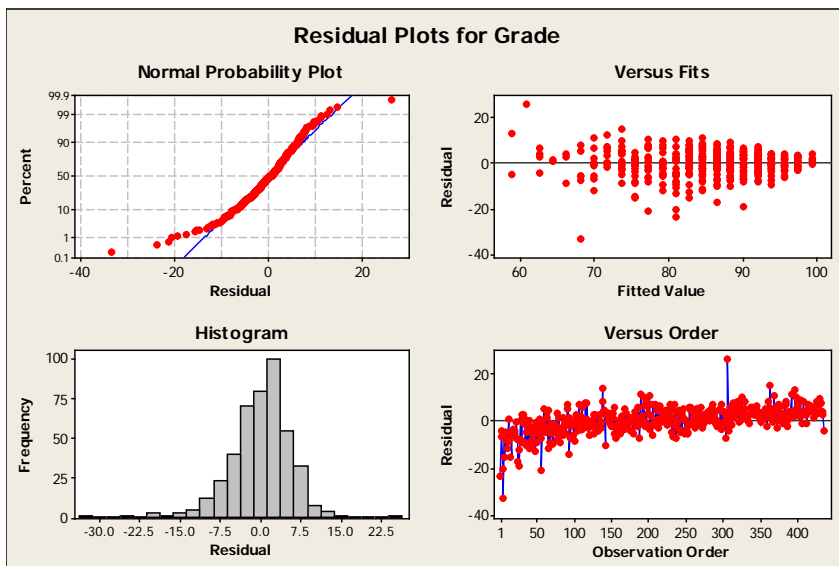 Residual Plots for Grade
Normal Probability Plot
99.9
99
90
50
10
1
0.1
Percent
-40 -20 0 20
Residual
Versus Fits
20
0
-20
-40
Residual
60 70 80 90 100
Fitted Value
Histogram
100
75
50
25
0
Frequency
-30.0 -22.5 -15.0 -7.5 0.0 7.5 15.0 22.5
Residual
Versus Order
20
0
-20
-40
Residual
1 50 100 150 200 250 300 350 400
Observation Order